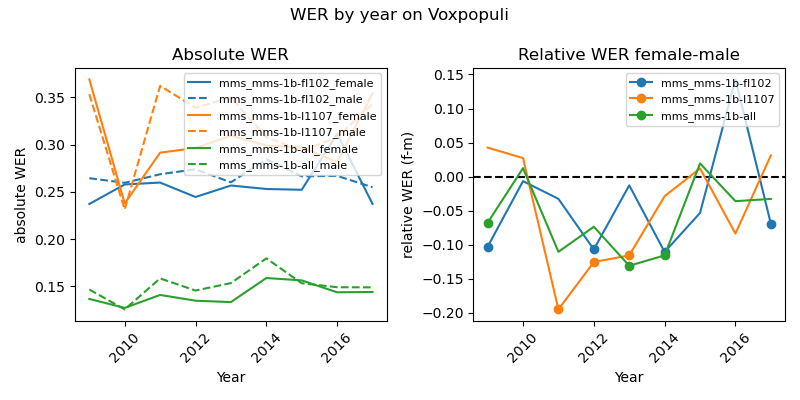 WER by year on Voxpopuli
Absolute WER
absolute WER
0.35
0.30
0.25
0.20
0.15
mms_mms-1b-fl102_female
mms_mms-1b-fl102_male
mms_mms-1b-l1107_female
mms_mms-1b-l1107_male
mms_mms-1b-all_female
mms_mms-1b-all_male
2010
2012
2014
2016
Year
Relative WER female-male
relative WER (f-m)
0.15
0.10
0.05
0.00
−0.05
−0.10
−0.15
−0.20
mms_mms-1b-fl102
mms_mms-1b-l1107
mms_mms-1b-all
2010
2012
2014
2016
Year